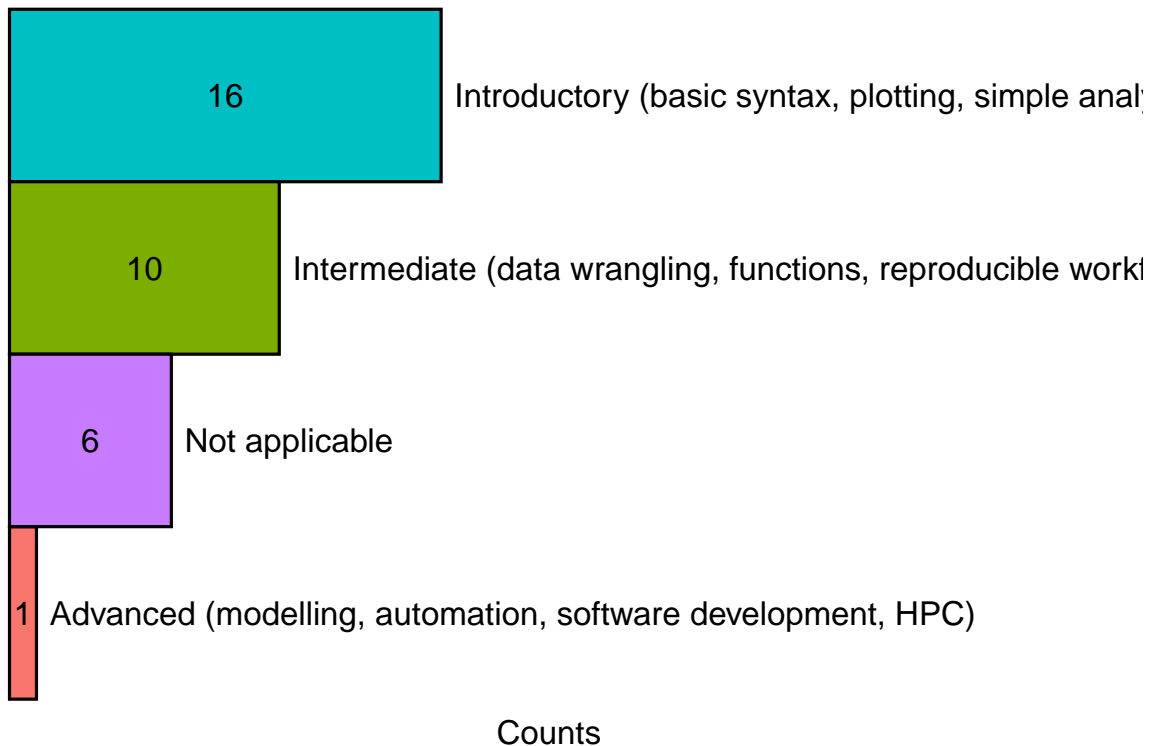 16 Introductory (basic syntax, plotting, simple
10 Intermediate (data wrangling, functions, reproducible
6 Not applicable
1 Advanced (modelling, automation, software development, HPC)
Counts